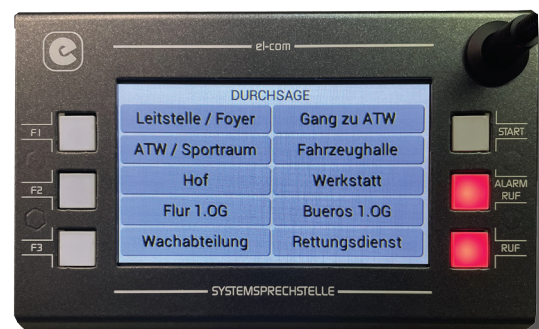 el-com
DURCHSAGE
Leitstelle / Foyer
Gang zu ATW
F1
START
ATW / Sportraum
Fahrzeughalle
Hof
Werkstatt
F2
ALARM
RUF
Flur 1.OG
Bueros 1.OG
Wachabteilung
Rettungsdienst
F3
RUF
SYSTEMSPRECHSTELLE